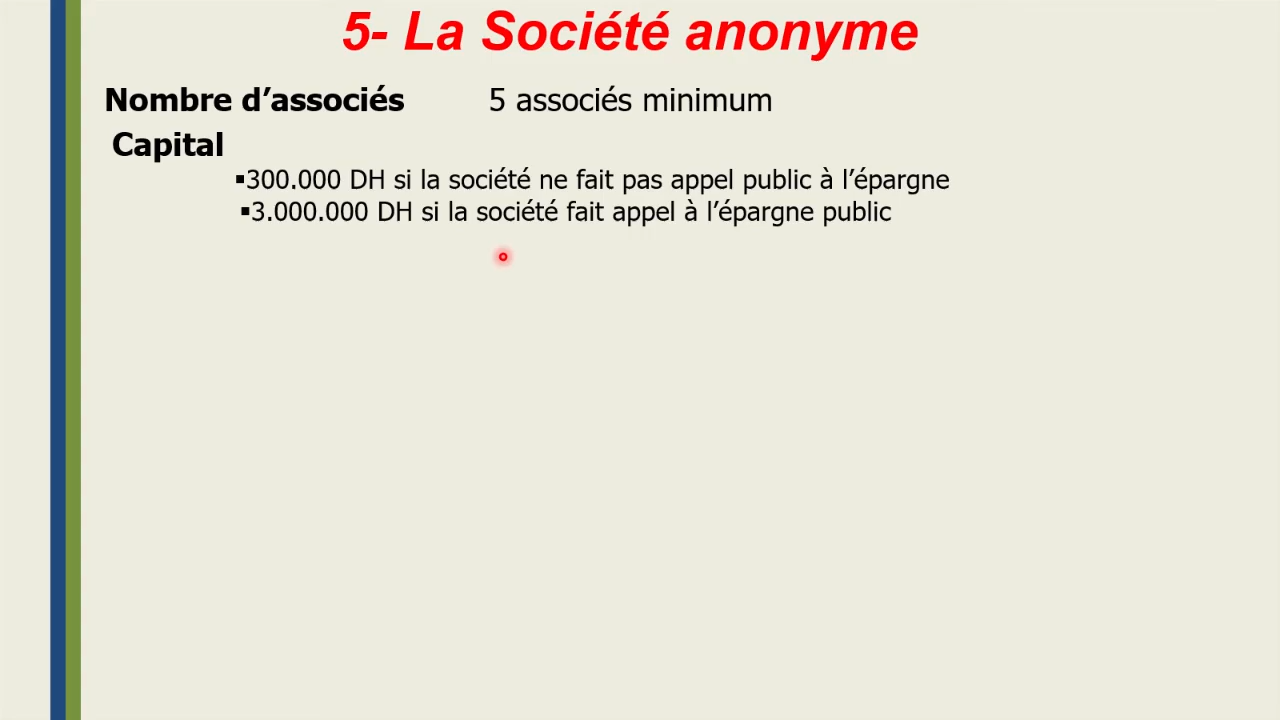 5- La Société anonyme
Nombre d’associés 5 associés minimum
Capital
▪300.000 DH si la société ne fait pas appel public à l’épargne
▪3.000.000 DH si la société fait appel à l’épargne public